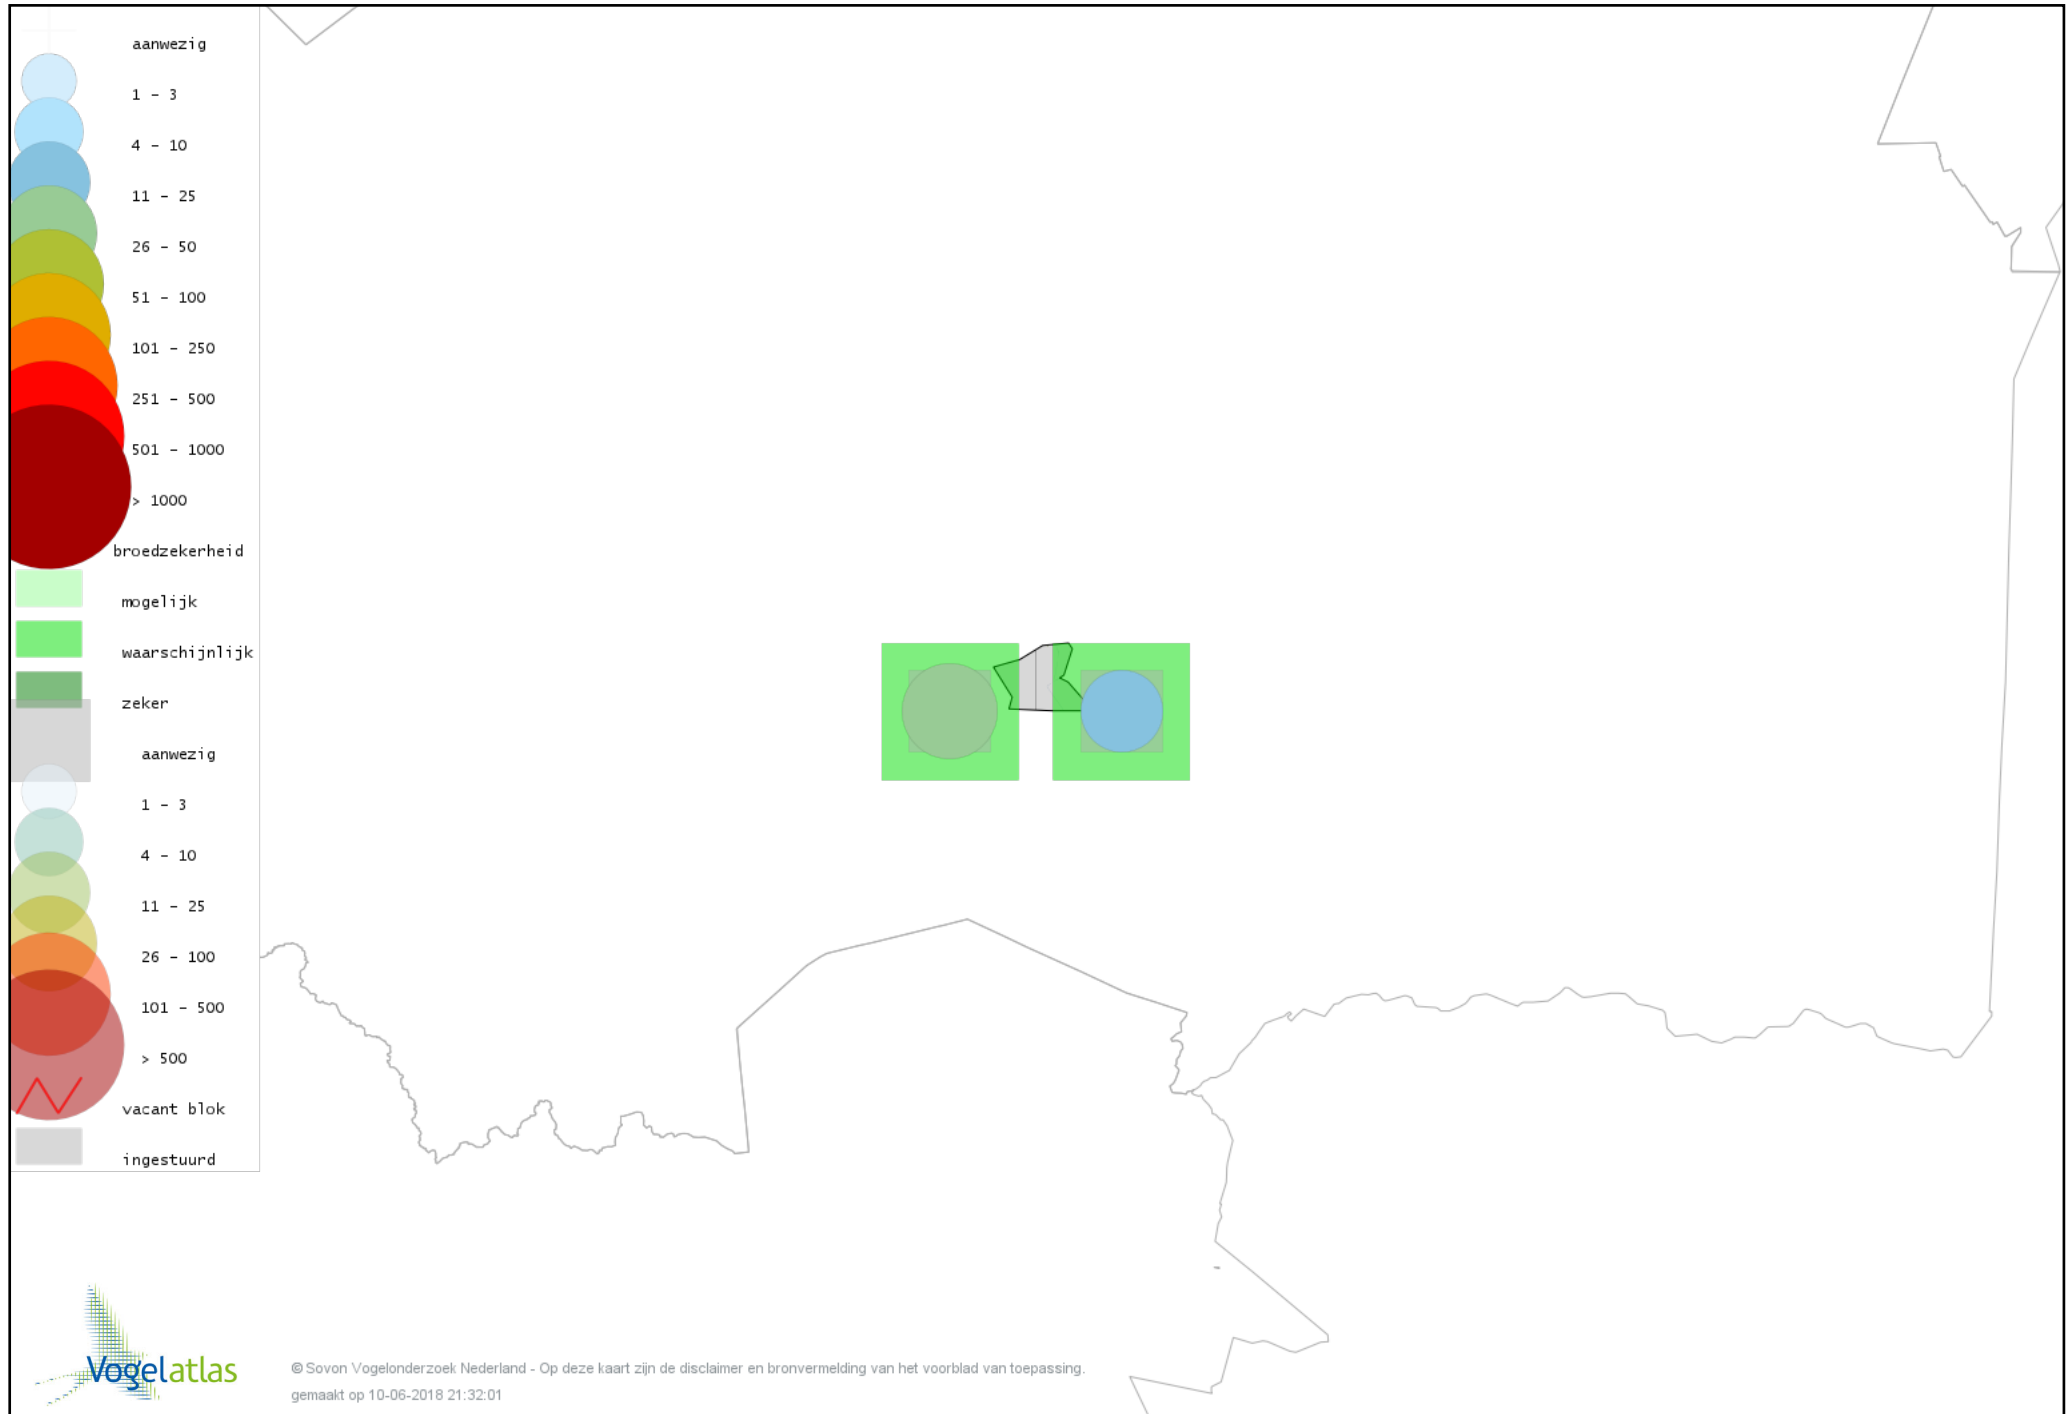 aanwezig
1 - 3
4 - 10
11 - 25
26 - 50
51 - 100
101 - 250
251 - 500
501 - 1000
> 1000
broedzekerheid
mogelijk
waarschijnlijk
zeker
aanwezig
1 - 3
4 - 10
11 - 25
26 - 100
101 - 500
> 500
vacant blok
ingestuurd
Vogelatlas
© Sovon Vogelonderzoek Nederland - Op deze kaart zijn de disclaimer en bronvermelding van het voorblad van toepassing.
gemaakt op 10-06-2018 21:32:01